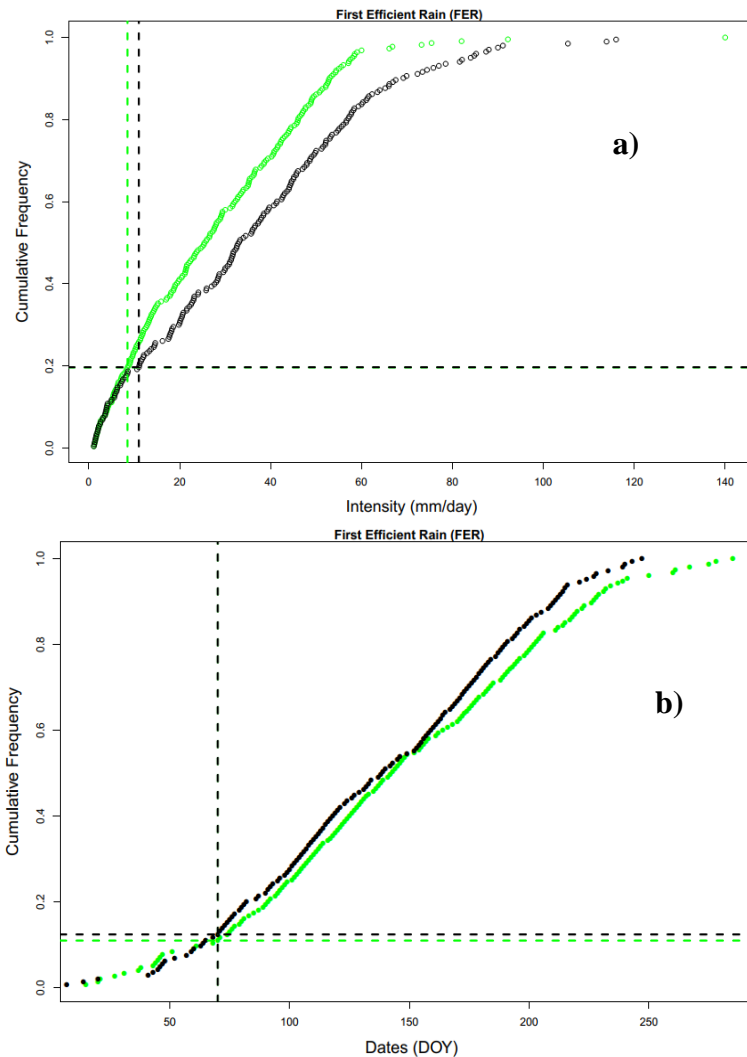 First Efficient Rain (FER)
a)
Cumulative Frequency
1.0
0.8
0.6
0.4
0.2
0.0
0 20 40 60 80 100 120 140
Intensity (mm/day)
First Efficient Rain (FER)
b)
Cumulative Frequency
1.0
0.8
0.6
0.4
0.2
0.0
50 100 150 200 250
Dates (DOY)